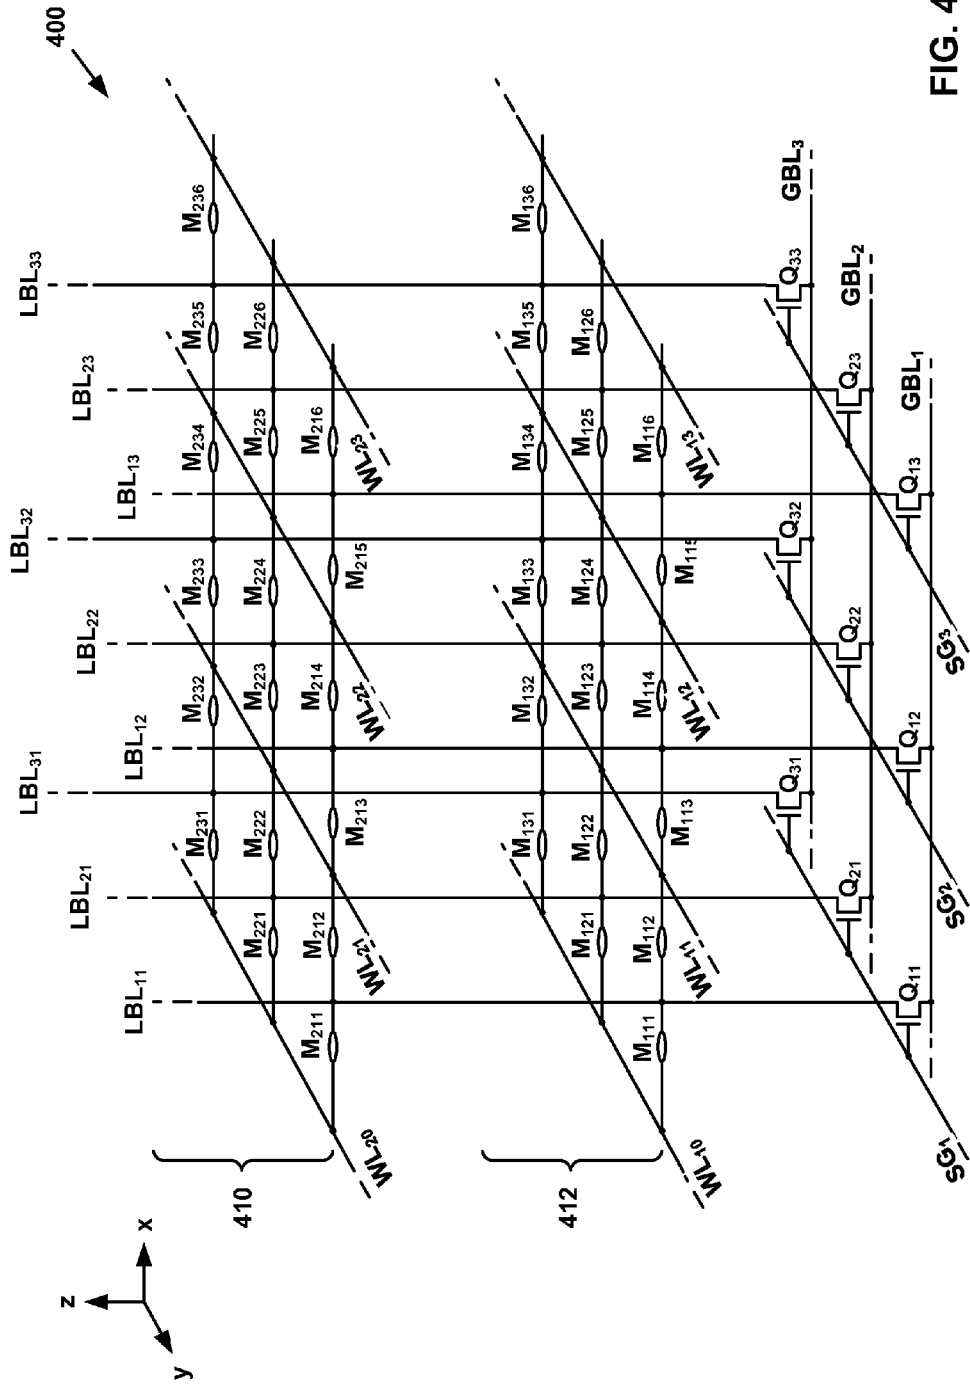 400
LBL₃₁
LBL₃₂
LBL₃₃
LBL₂₁
LBL₂₂
LBL₂₃
LBL₁₁
LBL₁₂
LBL₁₃
z
x
y
410
M₂₃₁
M₂₃₂
M₂₃₃
M₂₃₄
M₂₃₅
M₂₃₆
M₂₂₁
M₂₂₂
M₂₂₃
M₂₂₄
M₂₂₅
M₂₂₆
M₂₁₁
M₂₁₂
M₂₁₃
M₂₁₄
M₂₁₅
M₂₁₆
WL₂₀
WL₂₁
WL₂₂
WL₂₃
412
M₁₃₁
M₁₃₂
M₁₃₃
M₁₃₄
M₁₃₅
M₁₃₆
M₁₂₁
M₁₂₂
M₁₂₃
M₁₂₄
M₁₂₅
M₁₂₆
M₁₁₁
M₁₁₂
M₁₁₃
M₁₁₄
M₁₁₅
M₁₁₆
WL₁₀
WL₁₁
WL₁₂
WL₁₃
Q₃₁
Q₃₂
Q₃₃
GBL₃
Q₂₁
Q₂₂
Q₂₃
GBL₂
Q₁₁
Q₁₂
Q₁₃
GBL₁
SG₁
SG₂
SG₃
FIG. 4